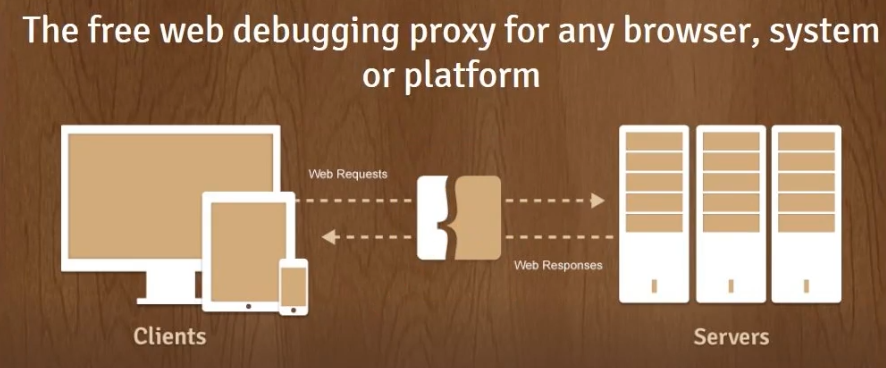 The free web debugging proxy for any browser, system
or platform
Web Requests
Web Responses
Clients
Servers